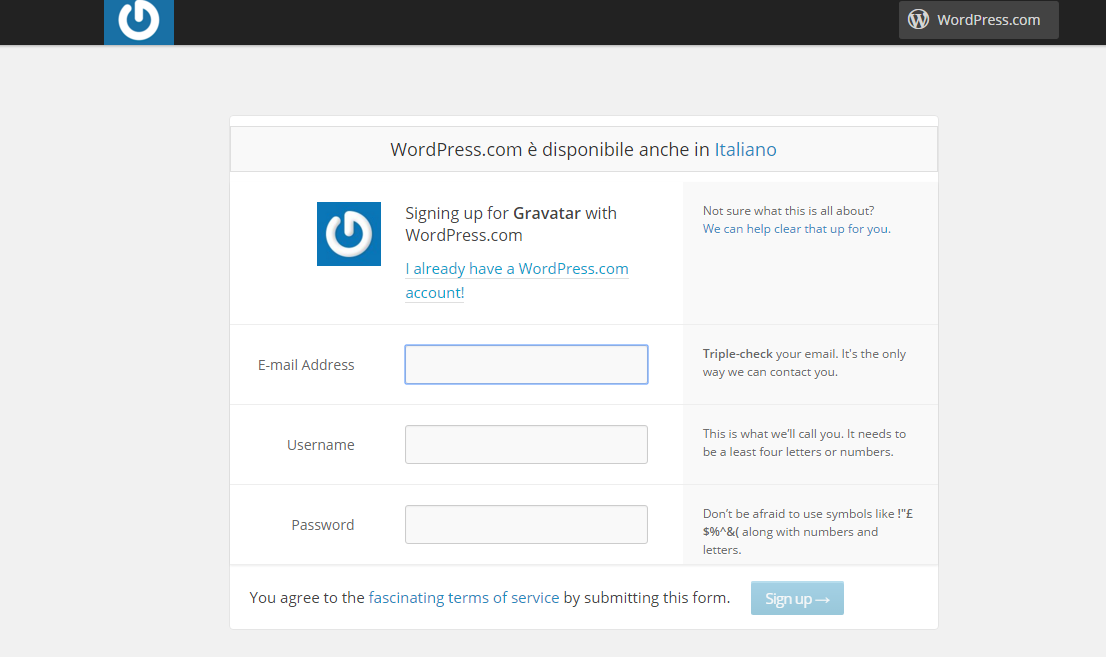 WordPress.com
WordPress.com è disponibile anche in Italiano
Signing up for Gravatar with
WordPress.com
I already have a WordPress.com
account!
Not sure what this is all about?
We can help clear that up for you.
E-mail Address
Triple-check your email. It's the only
way we can contact you.
Username
This is what we'll call you. It needs to
be a least four letters or numbers.
Password
Don't be afraid to use symbols like !"£
$%^&( along with numbers and
letters.
You agree to the fascinating terms of service by submitting this form.
Sign up →